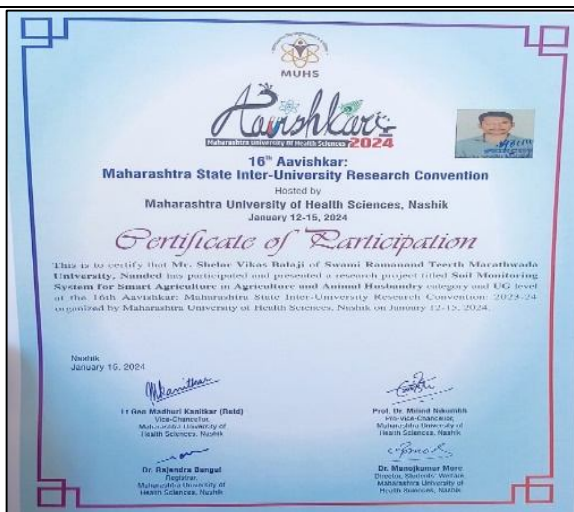 MUHS
Aavishkar
Maharashtra University of Health Sciences 2024
16th Aavishkar:
Maharashtra State Inter-University Research Convention
Hosted by
Maharashtra University of Health Sciences, Nashik
January 12-15, 2024
Certificate of Participation
This is to certify that Mr. Shelar Vikas Balaji of Swami Ramanand Teerth Marathwada
University, Nanded has participated and presented a research project titled Soil Monitoring
System for Smart Agriculture in Agriculture and Animal Husbandry category and UG level
at the 16th Aavishkar: Maharashtra State Inter-University Research Convention: 2023-24
organized by Maharashtra University of Health Sciences, Nashik on January 12-15, 2024.
Nashik
January 15, 2024
Lt Gen Madhuri Kanitkar (Retd)
Vice-Chancellor,
Maharashtra University of
Health Sciences, Nashik
Prof. Dr. Milind Nikumbh
Pro-Vice-Chancellor,
Maharashtra University of
Health Sciences, Nashik
Dr. Rajendra Bangal
Registrar,
Maharashtra University of
Health Sciences, Nashik
Dr. Manojkumar More
Director, Students' Welfare,
Maharashtra University of
Health Sciences, Nashik